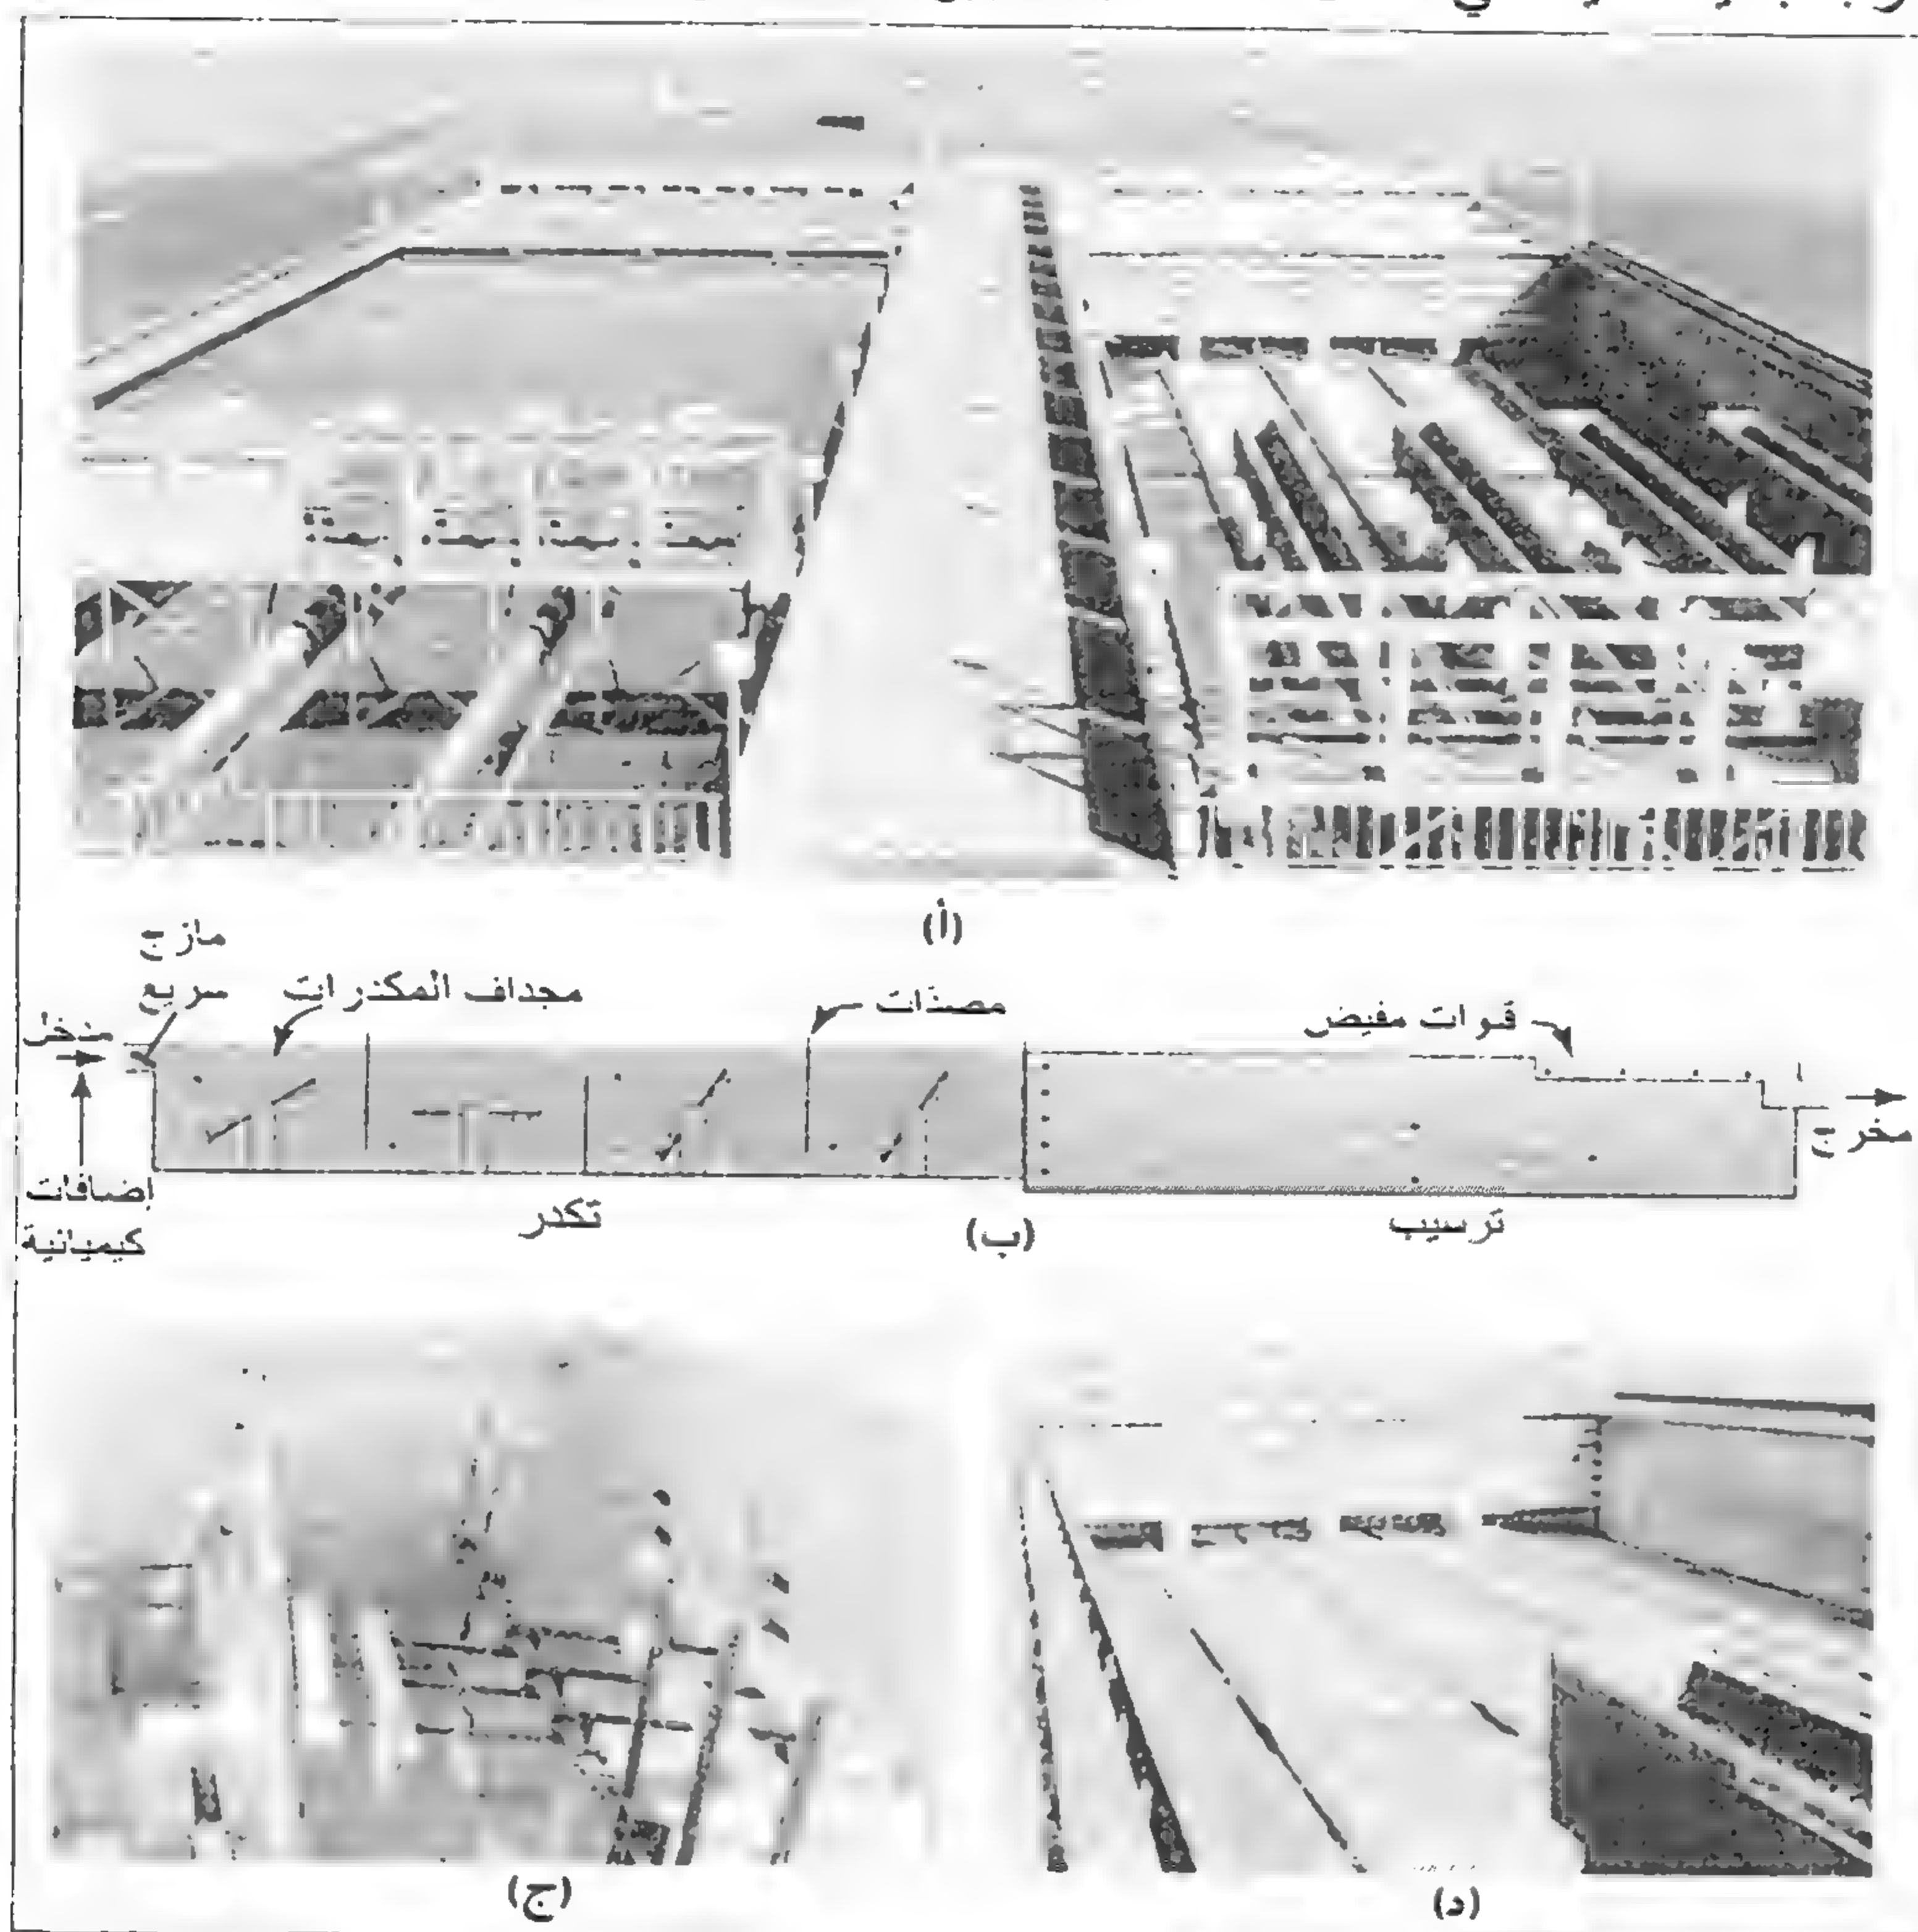 (أ)
مازج
سريع
مجداف المكدرات
مصدات
قنوات مفيض
مدخل
مخرج
إضافات
كيميائية
تكدر
ترسيب
(ب)
(ج)
(د)